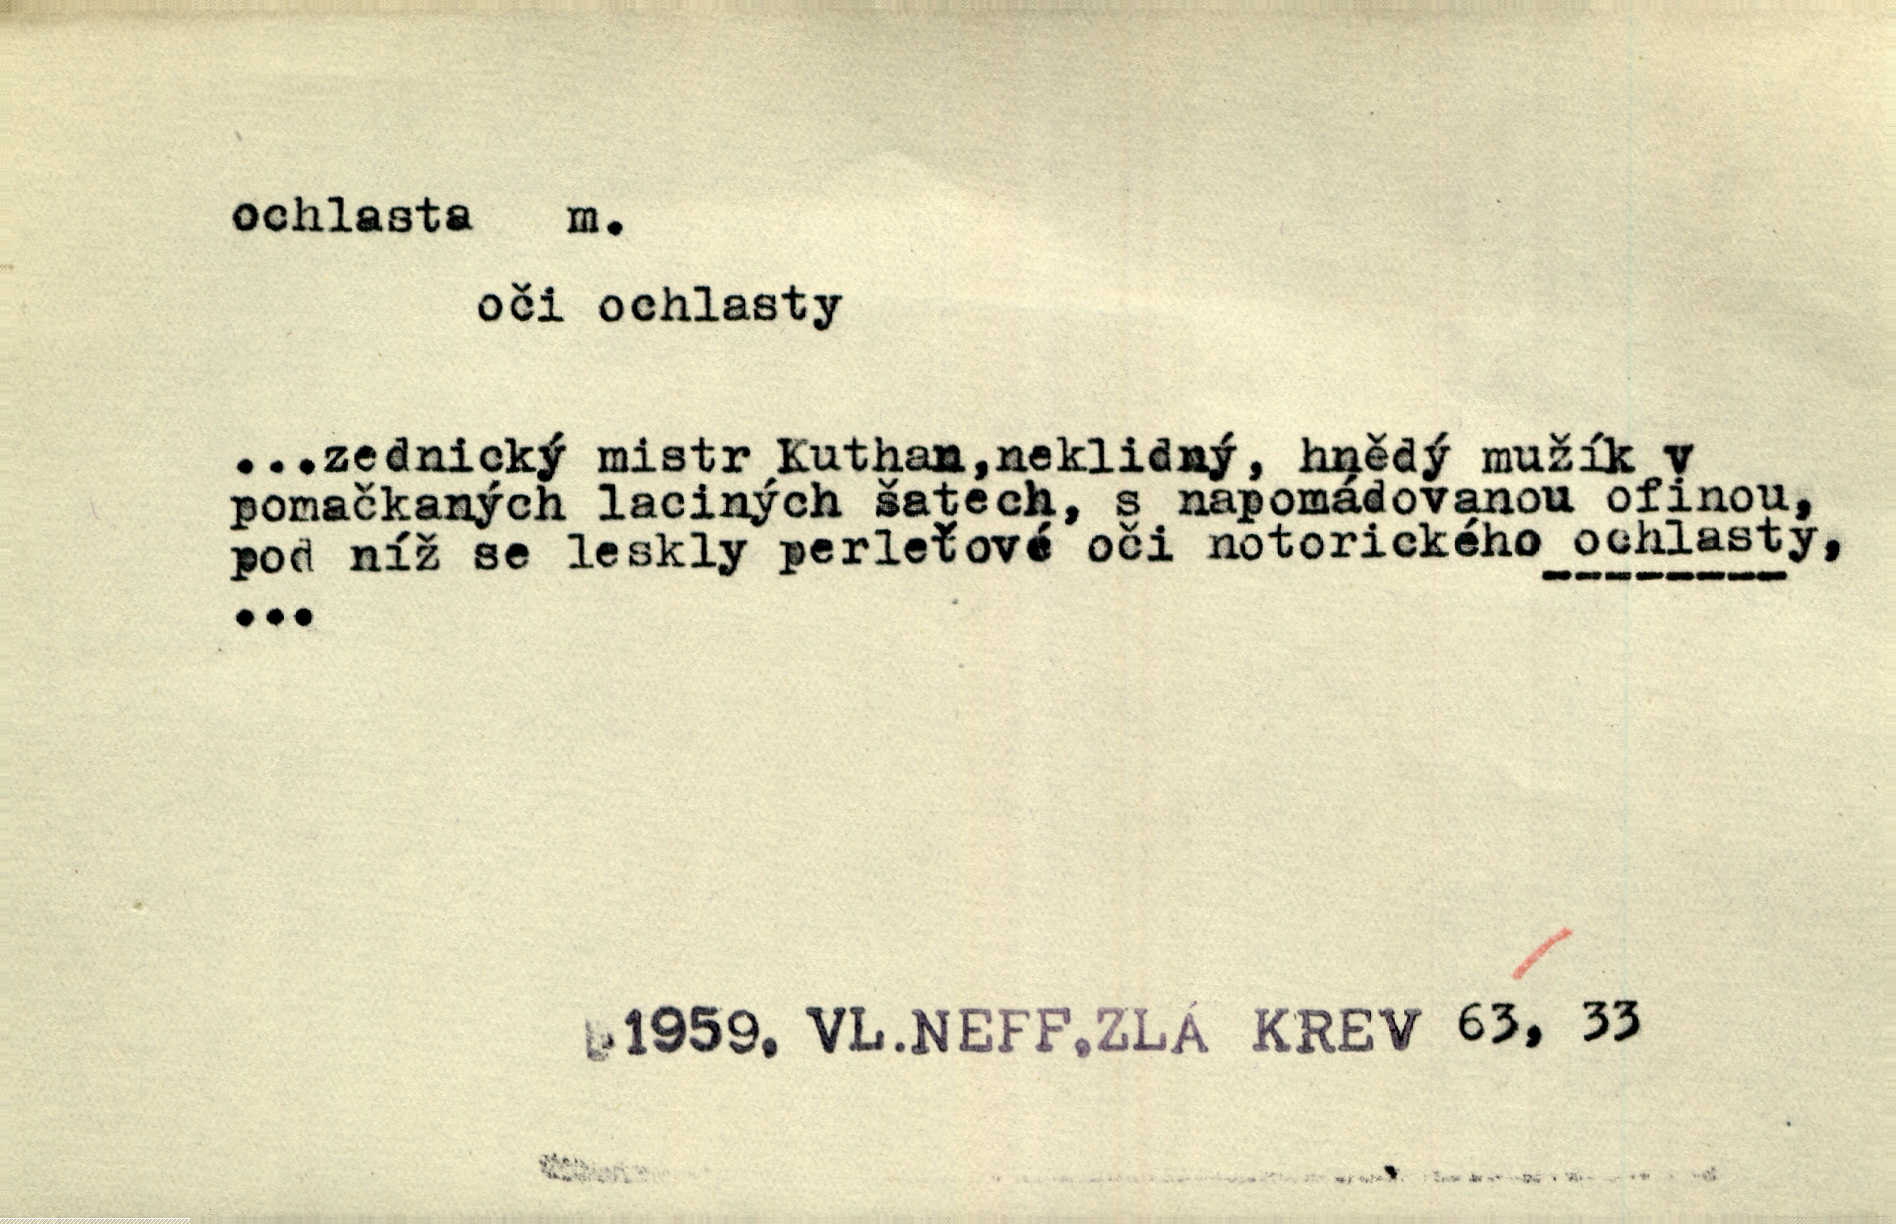 ochlasta m.
oči ochlasty
...zednický mistr Kuthan,neklidný, hnědý mužík v
pomačkaných laciných šatech, s napomádovanou ofinou,
pod níž se leskly perleťové oči notorického ochlasty,
...
1959. VL.NEFF.ZLÁ KREV 63, 33